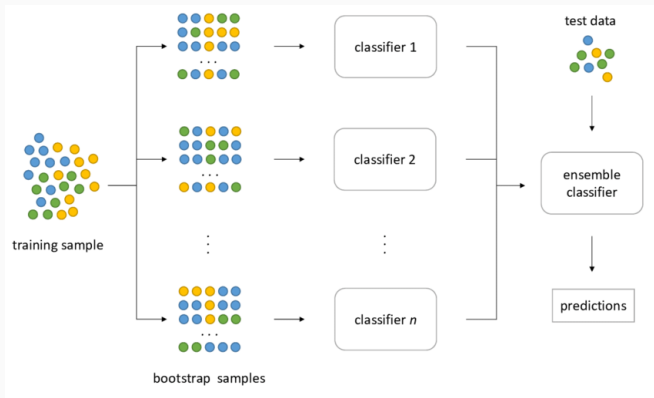 test data
classifier 1
. . .
classifier 2
. . .
ensemble
classifier
training sample
predictions
classifier n
. . .
bootstrap samples